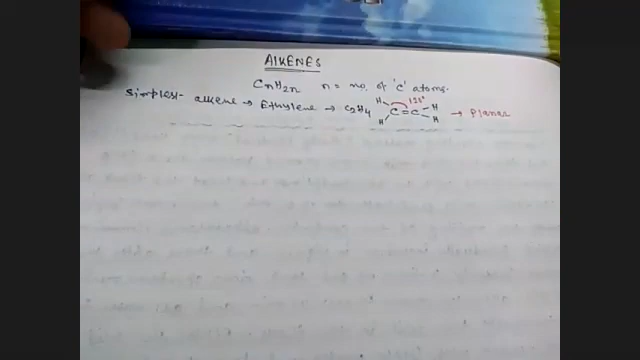 ALKENES
CnH2n n = no. of 'c' atoms.
Simplest alkene → Ethylene → C2H4 H H C=C H H 120° → Planar